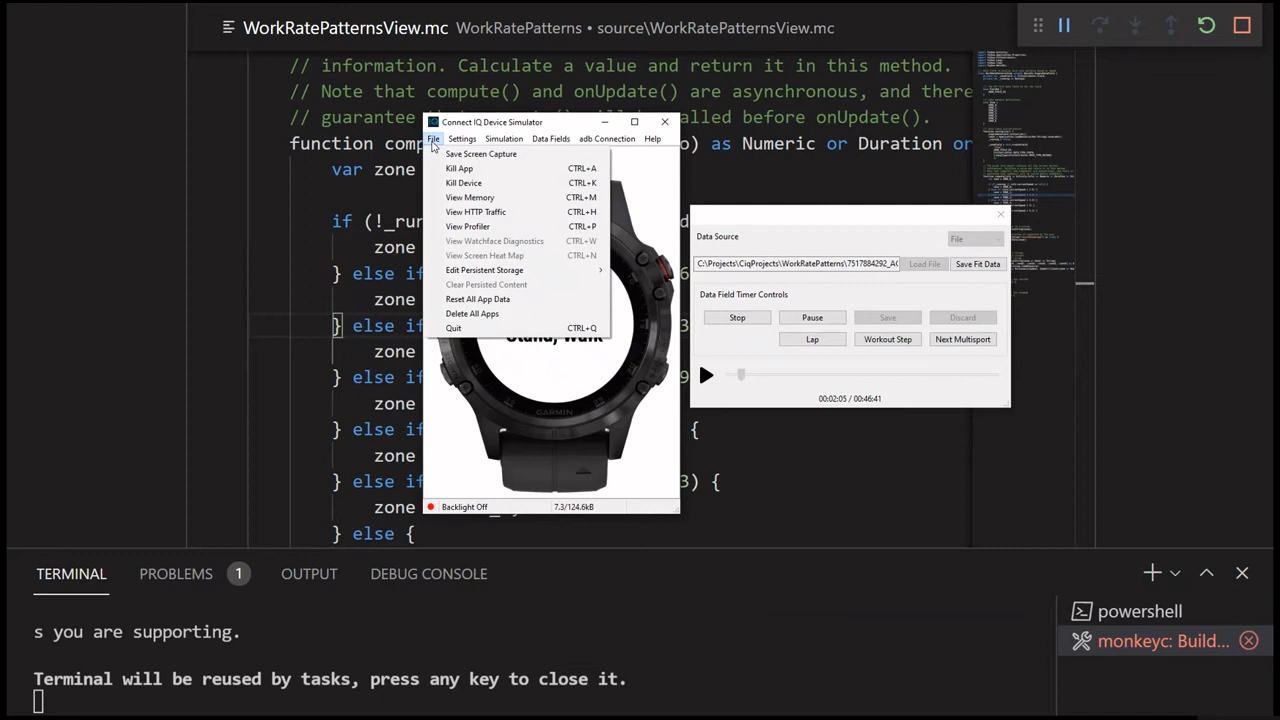 WorkRatePatternsView.mc WorkRatePatterns • source\WorkRatePatternsView.mc
// information. Calculate a value and return it in this method.
// Note that compute() and onUpdate() are asynchronous, and there
// guarantee
alled before onUpdate().
o) as Numeric or Duration or
var zone
if (!_ru
zone
else if
zone
} else if
zone
} else if
zone
} else if
{
zone
} else if
3) {
zone
} else {
Connect IQ Device Simulator
File Settings Simulation Data Fields adb Connection Help
Save Screen Capture
Kill App CTRL+A
Kill Device CTRL+K
View Memory CTRL+M
View HTTP Traffic CTRL+H
View Profiler CTRL+P
View Watchface Diagnostics CTRL+W
View Screen Heat Map CTRL+N
Edit Persistent Storage ›
Clear Persisted Content
Reset All App Data
Delete All Apps
Quit CTRL+Q
Stand, walk
GARMIN
Backlight Off 7.3/124.6kB
Data Source
File
C:\Projects\CiqProjects\WorkRatePatterns\7517884292_A Load File Save Fit Data
Data Field Timer Controls
Stop Pause Save Discard
Lap Workout Step Next Multisport
00:02:05 / 00:46:41
TERMINAL PROBLEMS 1 OUTPUT DEBUG CONSOLE
s you are supporting.
Terminal will be reused by tasks, press any key to close it.
powershell
monkeyc: Build...